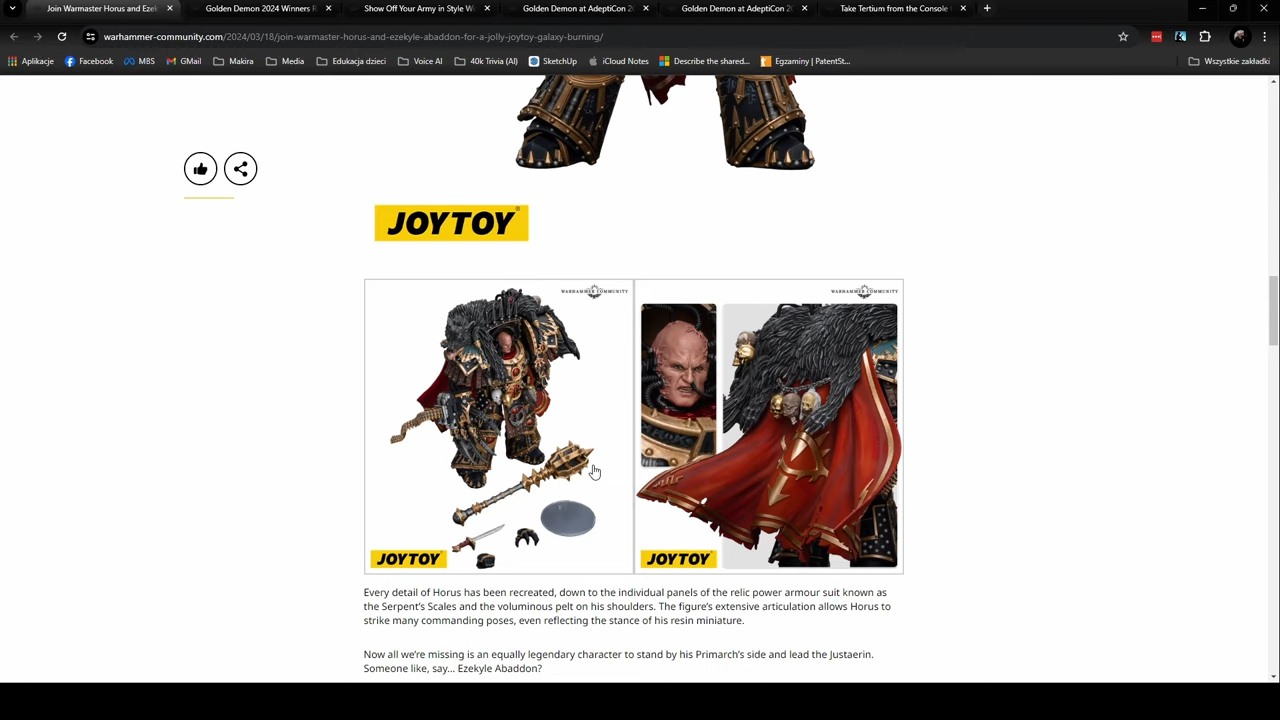 Join Warmaster Horus and Ezek
Golden Demon 2024 Winners R
Show Off Your Army in Style W
Golden Demon at AdeptiCon 2
Golden Demon at AdeptiCon 2
Take Tertium from the Console t
warhammer-community.com/2024/03/18/join-warmaster-horus-and-ezekyle-abaddon-for-a-jolly-joytoy-galaxy-burning/
Aplikacje
Facebook
MBS
GMail
Makira
Media
Edukacja dzieci
Voice AI
40k Trivia (AI)
SketchUp
iCloud Notes
Describe the shared...
Egzaminy | PatentSt...
Wszystkie zakładki
JOYTOY®
WARHAMMER COMMUNITY
WARHAMMER COMMUNITY
JOYTOY
JOYTOY
Every detail of Horus has been recreated, down to the individual panels of the relic power armour suit known as
the Serpent's Scales and the voluminous pelt on his shoulders. The figure's extensive articulation allows Horus to
strike many commanding poses, even reflecting the stance of his resin miniature.
Now all we're missing is an equally legendary character to stand by his Primarch's side and lead the Justaerin.
Someone like, say... Ezekyle Abaddon?